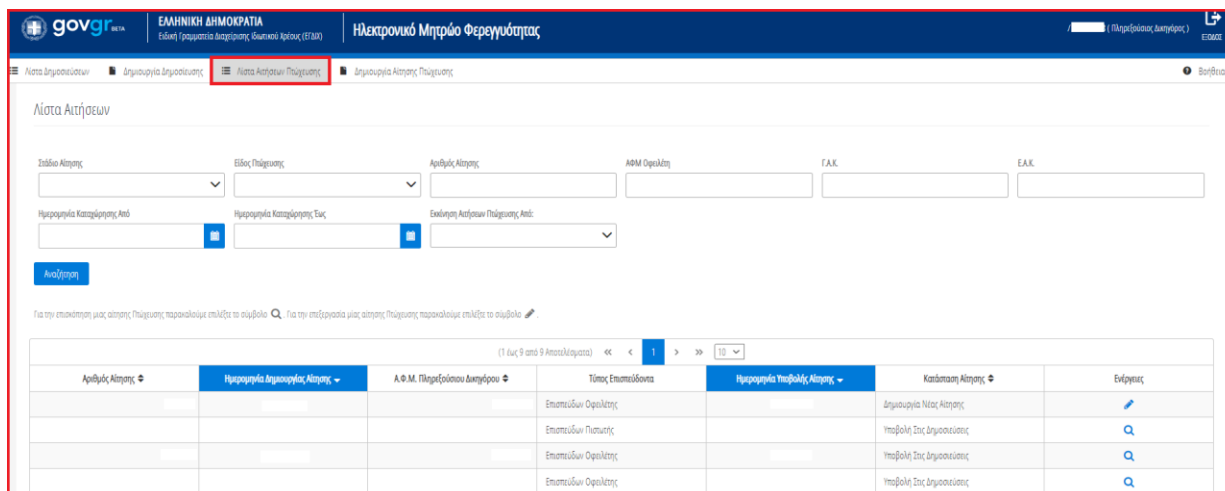 govgr BETA
ΕΛΛΗΝΙΚΗ ΔΗΜΟΚΡΑΤΙΑ
Ειδική Γραμματεία Διαχείρισης Ιδιωτικού Χρέους (ΕΓΔΙΧ)
Ηλεκτρονικό Μητρώο Φερεγγυότητας
/ ( Πληρεξούσιος Δικηγόρος )
ΕΞΟΔΟΣ
Λίστα Δημοσιεύσεων Δημιουργία Δημοσίευσης Λίστα Αιτήσεων Πτώχευσης Δημιουργία Αίτησης Πτώχευσης Βοήθεια
Λίστα Αιτήσεων
Στάδιο Αίτησης Είδος Πτώχευσης Αριθμός Αίτησης ΑΦΜ Οφειλέτη Γ.Α.Κ. Ε.Α.Κ.
Ημερομηνία Καταχώρησης Από Ημερομηνία Καταχώρησης Έως Εκκίνηση Αιτήσεων Πτώχευσης Από:
Αναζήτηση
Για την επισκόπηση μιας αίτησης Πτώχευσης παρακαλούμε επιλέξτε το σύμβολο . Για την επεξεργασία μίας αίτησης Πτώχευσης παρακαλούμε επιλέξτε το σύμβολο .
(1 έως 9 από 9 Αποτελέσματα) « < 1 > » 10
Αριθμός Αίτησης Ημερομηνία Δημιουργίας Αίτησης Α.Φ.Μ. Πληρεξούσιου Δικηγόρου Τύπος Επισπεύδοντα Ημερομηνία Υποβολής Αίτησης Κατάσταση Αίτησης Ενέργειες
Επισπεύδων Οφειλέτης Δημιουργία Νέας Αίτησης
Επισπεύδων Πιστωτής Υποβολή Στις Δημοσιεύσεις
Επισπεύδων Οφειλέτης Υποβολή Στις Δημοσιεύσεις
Επισπεύδων Οφειλέτης Υποβολή Στις Δημοσιεύσεις